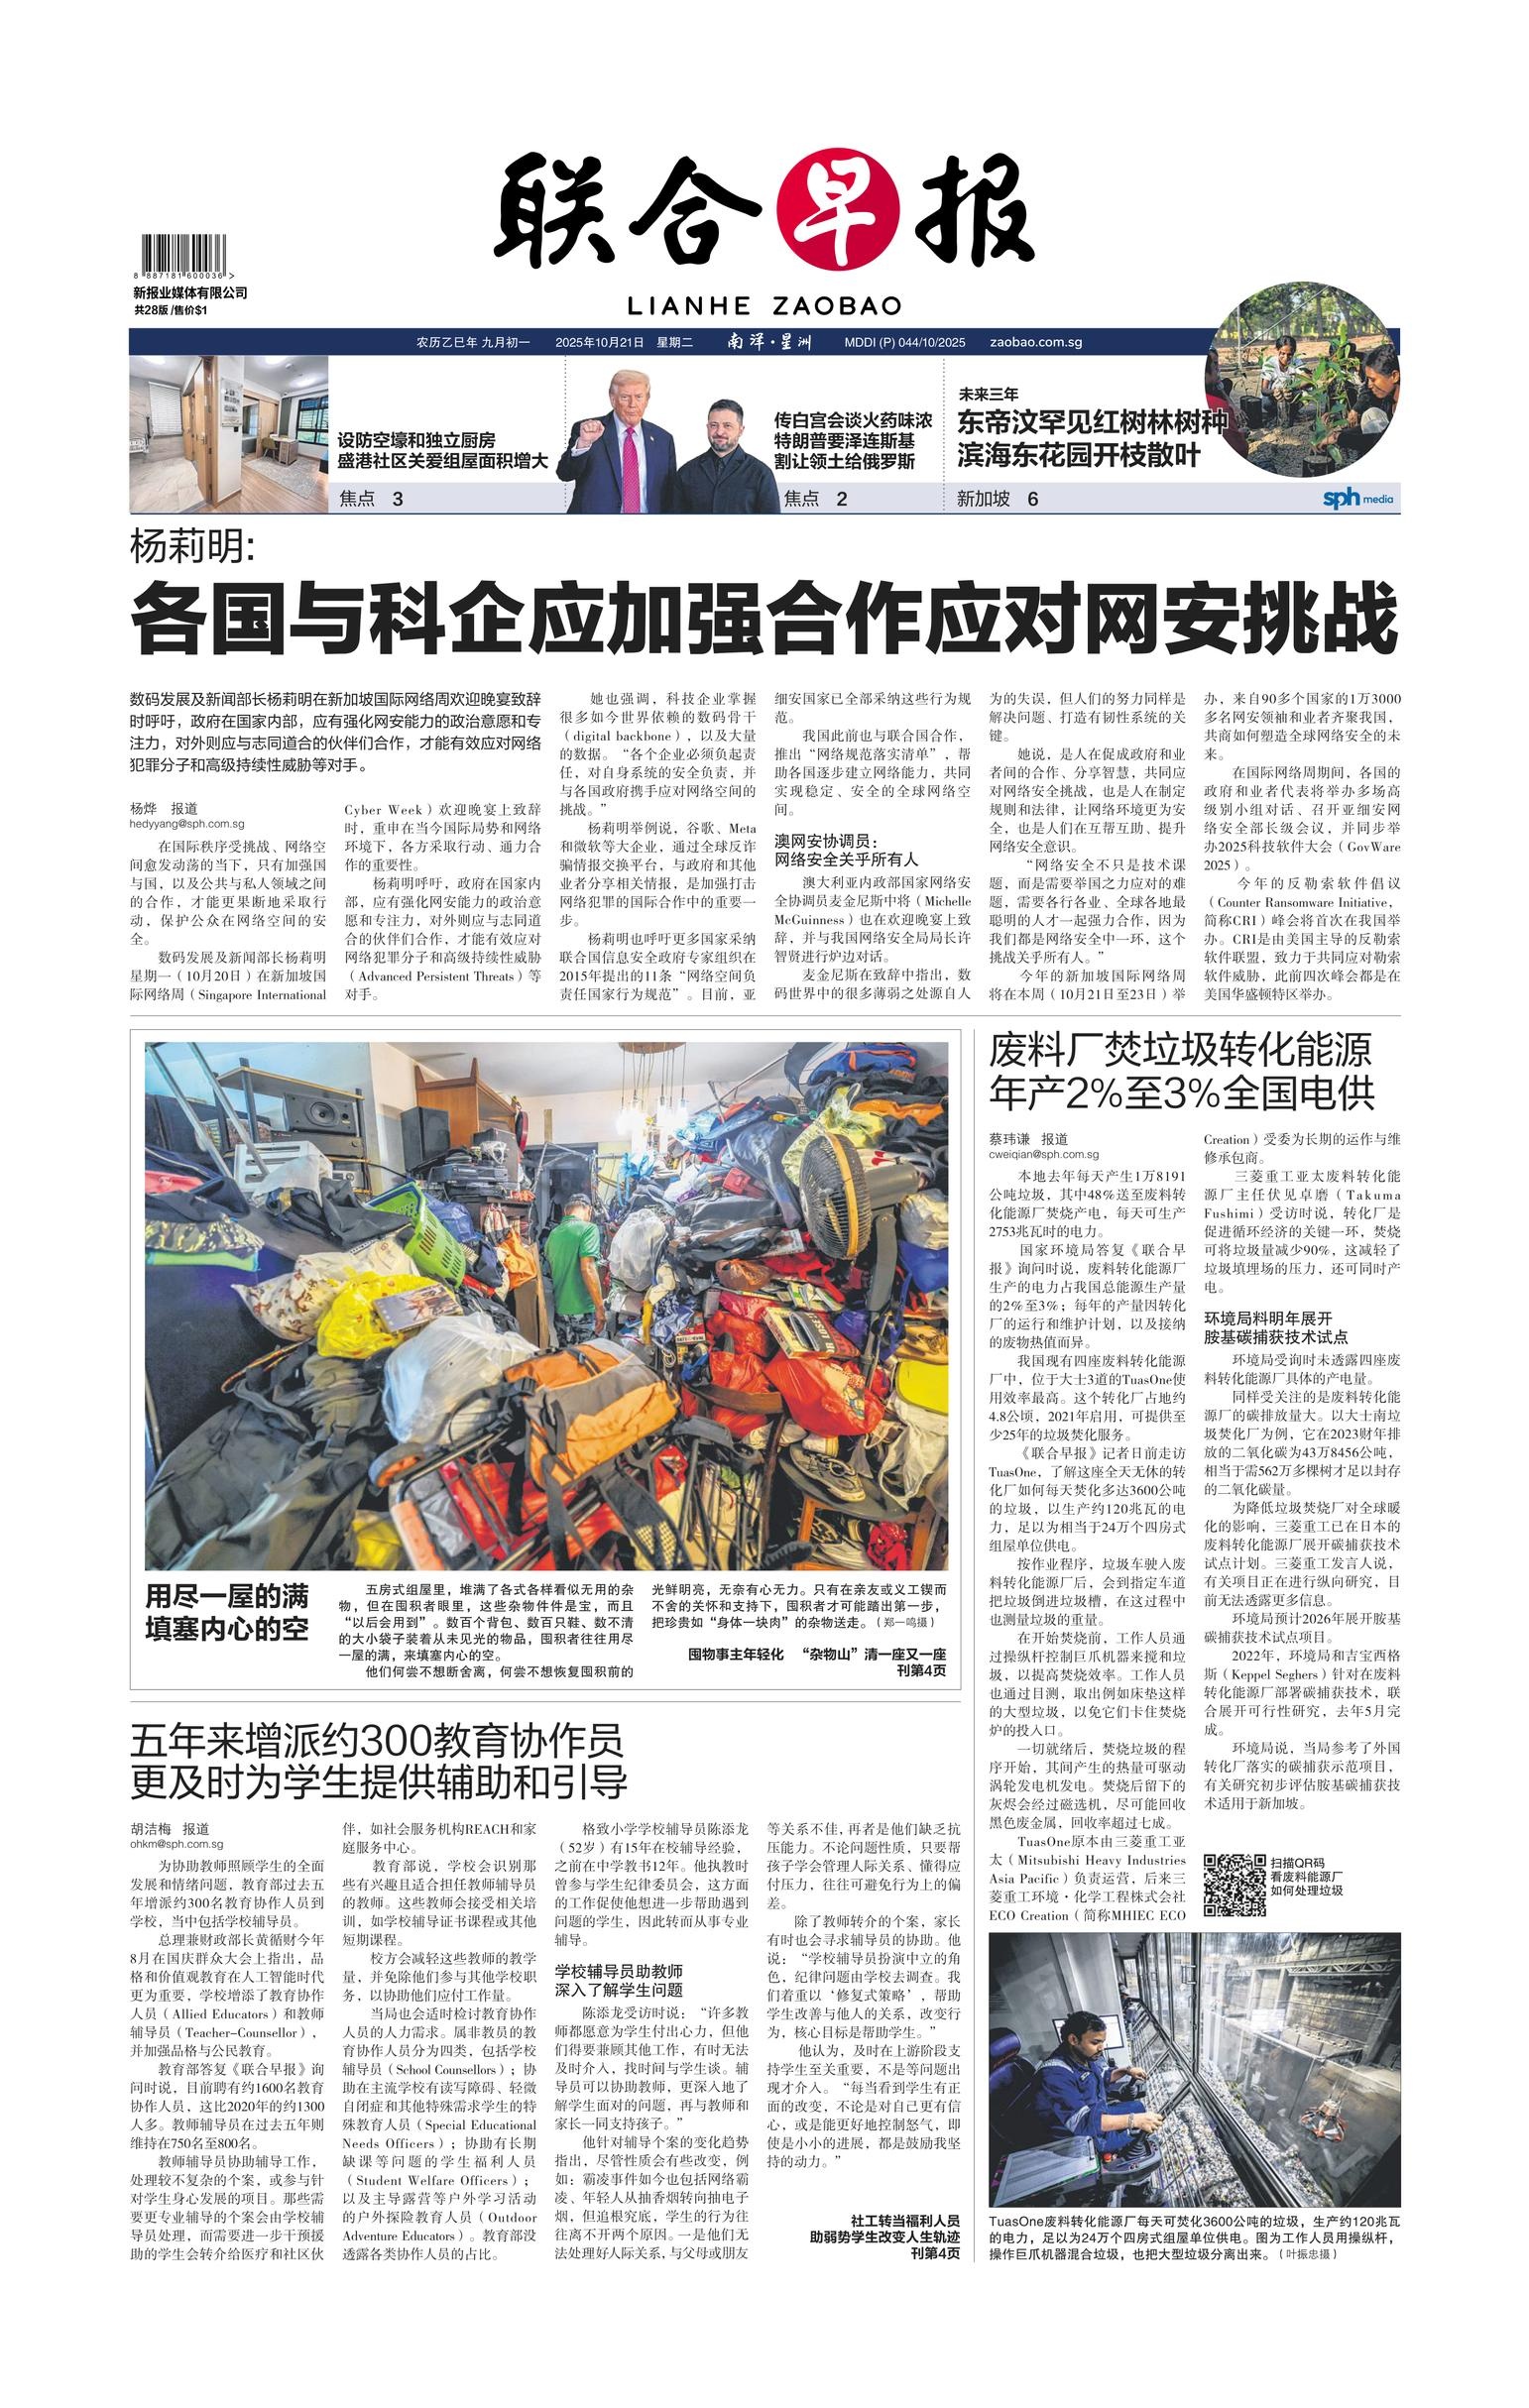 联合早报
LIANHE ZAOBAO
8 887181 600036 >
新报业媒体有限公司
共28版 /售价$1
农历乙巳年 九月初一 2025年10月21日 星期二 南洋·星洲 MDDI (P) 044/10/2025 zaobao.com.sg
设防空壕和独立厨房
盛港社区关爱组屋面积增大
焦点 3
传白宫会谈火药味浓
特朗普要泽连斯基
割让领土给俄罗斯
焦点 2
未来三年
东帝汶罕见红树林树种
滨海东花园开枝散叶
新加坡 6
sph media
杨莉明:
各国与科企应加强合作应对网安挑战
数码发展及新闻部长杨莉明在新加坡国际网络周欢迎晚宴致辞
时呼吁，政府在国家内部，应有强化网安能力的政治意愿和专
注力，对外则应与志同道合的伙伴们合作，才能有效应对网络
犯罪分子和高级持续性威胁等对手。
杨烨 报道
hedyyang@sph.com.sg
在国际秩序受挑战、网络空
间愈发动荡的当下，只有加强国
与国，以及公共与私人领域之间
的合作，才能更果断地采取行
动，保护公众在网络空间的安
全。
数码发展及新闻部长杨莉明
星期一（10月20日）在新加坡国
际网络周（Singapore International
Cyber Week）欢迎晚宴上致辞
时，重申在当今国际局势和网络
环境下，各方采取行动、通力合
作的重要性。
杨莉明呼吁，政府在国家内
部，应有强化网安能力的政治意
愿和专注力，对外则应与志同道
合的伙伴们合作，才能有效应对
网络犯罪分子和高级持续性威胁
（Advanced Persistent Threats）等
对手。
她也强调，科技企业掌握
很多如今世界依赖的数码骨干
（digital backbone），以及大量
的数据。“各个企业必须负起责
任，对自身系统的安全负责，并
与各国政府携手应对网络空间的
挑战。”
杨莉明举例说，谷歌、Meta
和微软等大企业，通过全球反诈
骗情报交换平台，与政府和其他
业者分享相关情报，是加强打击
网络犯罪的国际合作中的重要一
步。
杨莉明也呼吁更多国家采纳
联合国信息安全政府专家组织在
2015年提出的11条“网络空间负
责任国家行为规范”。目前，亚
细安国家已全部采纳这些行为规
范。
我国此前也与联合国合作，
推出“网络规范落实清单”，帮
助各国逐步建立网络能力，共同
实现稳定、安全的全球网络空
间。
澳网安协调员：
网络安全关乎所有人
澳大利亚内政部国家网络安
全协调员麦金尼斯中将（Michelle
McGuinness）也在欢迎晚宴上致
辞，并与我国网络安全局局长许
智贤进行炉边对话。
麦金尼斯在致辞中指出，数
码世界中的很多薄弱之处源自人
为的失误，但人们的努力同样是
解决问题、打造有韧性系统的关
键。
她说，是人在促成政府和业
者间的合作、分享智慧，共同应
对网络安全挑战，也是人在制定
规则和法律，让网络环境更为安
全，也是人们在互帮互助、提升
网络安全意识。
“网络安全不只是技术课
题，而是需要举国之力应对的难
题，需要各行各业、全球各地最
聪明的人才一起强力合作，因为
我们都是网络安全中一环，这个
挑战关乎所有人。”
今年的新加坡国际网络周
将在本周（10月21日至23日）举
办，来自90多个国家的1万3000
多名网安领袖和业者齐聚我国，
共商如何塑造全球网络安全的未
来。
在国际网络周期间，各国的
政府和业者代表将举办多场高
级别小组对话、召开亚细安网
络安全部长级会议，并同步举
办2025科技软件大会（GovWare
2025）。
今年的反勒索软件倡议
（Counter Ransomware Initiative，
简称CRI）峰会将首次在我国举
办。CRI是由美国主导的反勒索
软件联盟，致力于共同应对勒索
软件威胁，此前四次峰会都是在
美国华盛顿特区举办。
用尽一屋的满
填塞内心的空
五房式组屋里，堆满了各式各样看似无用的杂
物，但在囤积者眼里，这些杂物件件是宝，而且
“以后会用到”。数百个背包、数百只鞋、数不清
的大小袋子装着从未见光的物品，囤积者往往用尽
一屋的满，来填塞内心的空。
他们何尝不想断舍离，何尝不想恢复囤积前的
光鲜明亮，无奈有心无力。只有在亲友或义工锲而
不舍的关怀和支持下，囤积者才可能踏出第一步，
把珍贵如“身体一块肉”的杂物送走。（郑一鸣摄）
囤物事主年轻化 “杂物山”清一座又一座
刊第4页
废料厂焚垃圾转化能源
年产2%至3%全国电供
蔡玮谦 报道
cweiqian@sph.com.sg
本地去年每天产生1万8191
公吨垃圾，其中48%送至废料转
化能源厂焚烧产电，每天可生产
2753兆瓦时的电力。
国家环境局答复《联合早
报》询问时说，废料转化能源厂
生产的电力占我国总能源生产量
的2%至3%；每年的产量因转化
厂的运行和维护计划，以及接纳
的废物热值而异。
我国现有四座废料转化能源
厂中，位于大士3道的TuasOne使
用效率最高。这个转化厂占地约
4.8公顷，2021年启用，可提供至
少25年的垃圾焚化服务。
《联合早报》记者日前走访
TuasOne，了解这座全天无休的转
化厂如何每天焚化多达3600公吨
的垃圾，以生产约120兆瓦的电
力，足以为相当于24万个四房式
组屋单位供电。
按作业程序，垃圾车驶入废
料转化能源厂后，会到指定车道
把垃圾倒进垃圾槽，在这过程中
也测量垃圾的重量。
在开始焚烧前，工作人员通
过操纵杆控制巨爪机器来搅和垃
圾，以提高焚烧效率。工作人员
也通过目测，取出例如床垫这样
的大型垃圾，以免它们卡住焚烧
炉的投入口。
一切就绪后，焚烧垃圾的程
序开始，其间产生的热量可驱动
涡轮发电机发电。焚烧后留下的
灰烬会经过磁选机，尽可能回收
黑色废金属，回收率超过七成。
TuasOne原本由三菱重工亚
太（Mitsubishi Heavy Industries
Asia Pacific）负责运营，后来三
菱重工环境·化学工程株式会社
ECO Creation（简称MHIEC ECO
Creation）受委为长期的运作与维
修承包商。
三菱重工亚太废料转化能
源厂主任伏见卓磨（Takuma
Fushimi）受访时说，转化厂是
促进循环经济的关键一环，焚烧
可将垃圾量减少90%，这减轻了
垃圾填埋场的压力，还可同时产
电。
环境局料明年展开
胺基碳捕获技术试点
环境局受询时未透露四座废
料转化能源厂具体的产电量。
同样受关注的是废料转化能
源厂的碳排放量大。以大士南垃
圾焚化厂为例，它在2023财年排
放的二氧化碳为43万8456公吨，
相当于需562万多棵树才足以封存
的二氧化碳量。
为降低垃圾焚烧厂对全球暖
化的影响，三菱重工已在日本的
废料转化能源厂展开碳捕获技术
试点计划。三菱重工发言人说，
有关项目正在进行纵向研究，目
前无法透露更多信息。
环境局预计2026年展开胺基
碳捕获技术试点项目。
2022年，环境局和吉宝西格
斯（Keppel Seghers）针对在废料
转化能源厂部署碳捕获技术，联
合展开可行性研究，去年5月完
成。
环境局说，当局参考了外国
转化厂落实的碳捕获示范项目，
有关研究初步评估胺基碳捕获技
术适用于新加坡。
扫描QR码
看废料能源厂
如何处理垃圾
TuasOne废料转化能源厂每天可焚化3600公吨的垃圾，生产约120兆瓦
的电力，足以为24万个四房式组屋单位供电。图为工作人员用操纵杆，
操作巨爪机器混合垃圾，也把大型垃圾分离出来。（叶振忠摄）
五年来增派约300教育协作员
更及时为学生提供辅助和引导
胡洁梅 报道
ohkm@sph.com.sg
为协助教师照顾学生的全面
发展和情绪问题，教育部过去五
年增派约300名教育协作人员到
学校，当中包括学校辅导员。
总理兼财政部长黄循财今年
8月在国庆群众大会上指出，品
格和价值观教育在人工智能时代
更为重要，学校增添了教育协作
人员（Allied Educators）和教师
辅导员（Teacher-Counsellor），
并加强品格与公民教育。
教育部答复《联合早报》询
问时说，目前聘有约1600名教育
协作人员，这比2020年的约1300
人多。教师辅导员在过去五年则
维持在750名至800名。
教师辅导员协助辅导工作，
处理较不复杂的个案，或参与针
对学生身心发展的项目。那些需
要更专业辅导的个案会由学校辅
导员处理，而需要进一步干预援
助的学生会转介给医疗和社区伙
伴，如社会服务机构REACH和家
庭服务中心。
教育部说，学校会识别那
些有兴趣且适合担任教师辅导员
的教师。这些教师会接受相关培
训，如学校辅导证书课程或其他
短期课程。
校方会减轻这些教师的教学
量，并免除他们参与其他学校职
务，以协助他们应付工作量。
当局也会适时检讨教育协作
人员的人力需求。属非教员的教
育协作人员分为四类，包括学校
辅导员（School Counsellors）；协
助在主流学校有读写障碍、轻微
自闭症和其他特殊需求学生的特
殊教育人员（Special Educational
Needs Officers）；协助有长期
缺课等问题的学生福利人员
（Student Welfare Officers）；
以及主导露营等户外学习活动
的户外探险教育人员（Outdoor
Adventure Educators）。教育部没
透露各类协作人员的占比。
格致小学学校辅导员陈添龙
（52岁）有15年在校辅导经验，
之前在中学教书12年。他执教时
曾参与学生纪律委员会，这方面
的工作促使他想进一步帮助遇到
问题的学生，因此转而从事专业
辅导。
学校辅导员助教师
深入了解学生问题
陈添龙受访时说：“许多教
师都愿意为学生付出心力，但他
们得要兼顾其他工作，有时无法
及时介入，找时间与学生谈。辅
导员可以协助教师，更深入地了
解学生面对的问题，再与教师和
家长一同支持孩子。”
他针对辅导个案的变化趋势
指出，尽管性质会有些改变，例
如：霸凌事件如今也包括网络霸
凌、年轻人从抽香烟转向抽电子
烟，但追根究底，学生的行为往
往离不开两个原因。一是他们无
法处理好人际关系，与父母或朋友
等关系不佳，再者是他们缺乏抗
压能力。不论问题性质，只要帮
孩子学会管理人际关系、懂得应
付压力，往往可避免行为上的偏
差。
除了教师转介的个案，家长
有时也会寻求辅导员的协助。他
说：“学校辅导员扮演中立的角
色，纪律问题由学校去调查。我
们着重以‘修复式策略’，帮助
学生改善与他人的关系，改变行
为，核心目标是帮助学生。”
他认为，及时在上游阶段支
持学生至关重要，不是等问题出
现才介入。“每当看到学生有正
面的改变，不论是对自己更有信
心，或是能更好地控制怒气，即
使是小小的进展，都是鼓励我坚
持的动力。”
社工转当福利人员
助弱势学生改变人生轨迹
刊第4页